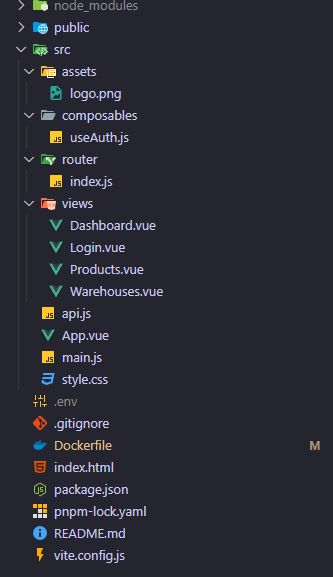 node_modules
public
src
assets
logo.png
composables
useAuth.js
router
index.js
views
Dashboard.vue
Login.vue
Products.vue
Warehouses.vue
api.js
App.vue
main.js
style.css
.env
.gitignore
Dockerfile M
index.html
package.json
pnpm-lock.yaml
README.md
vite.config.js